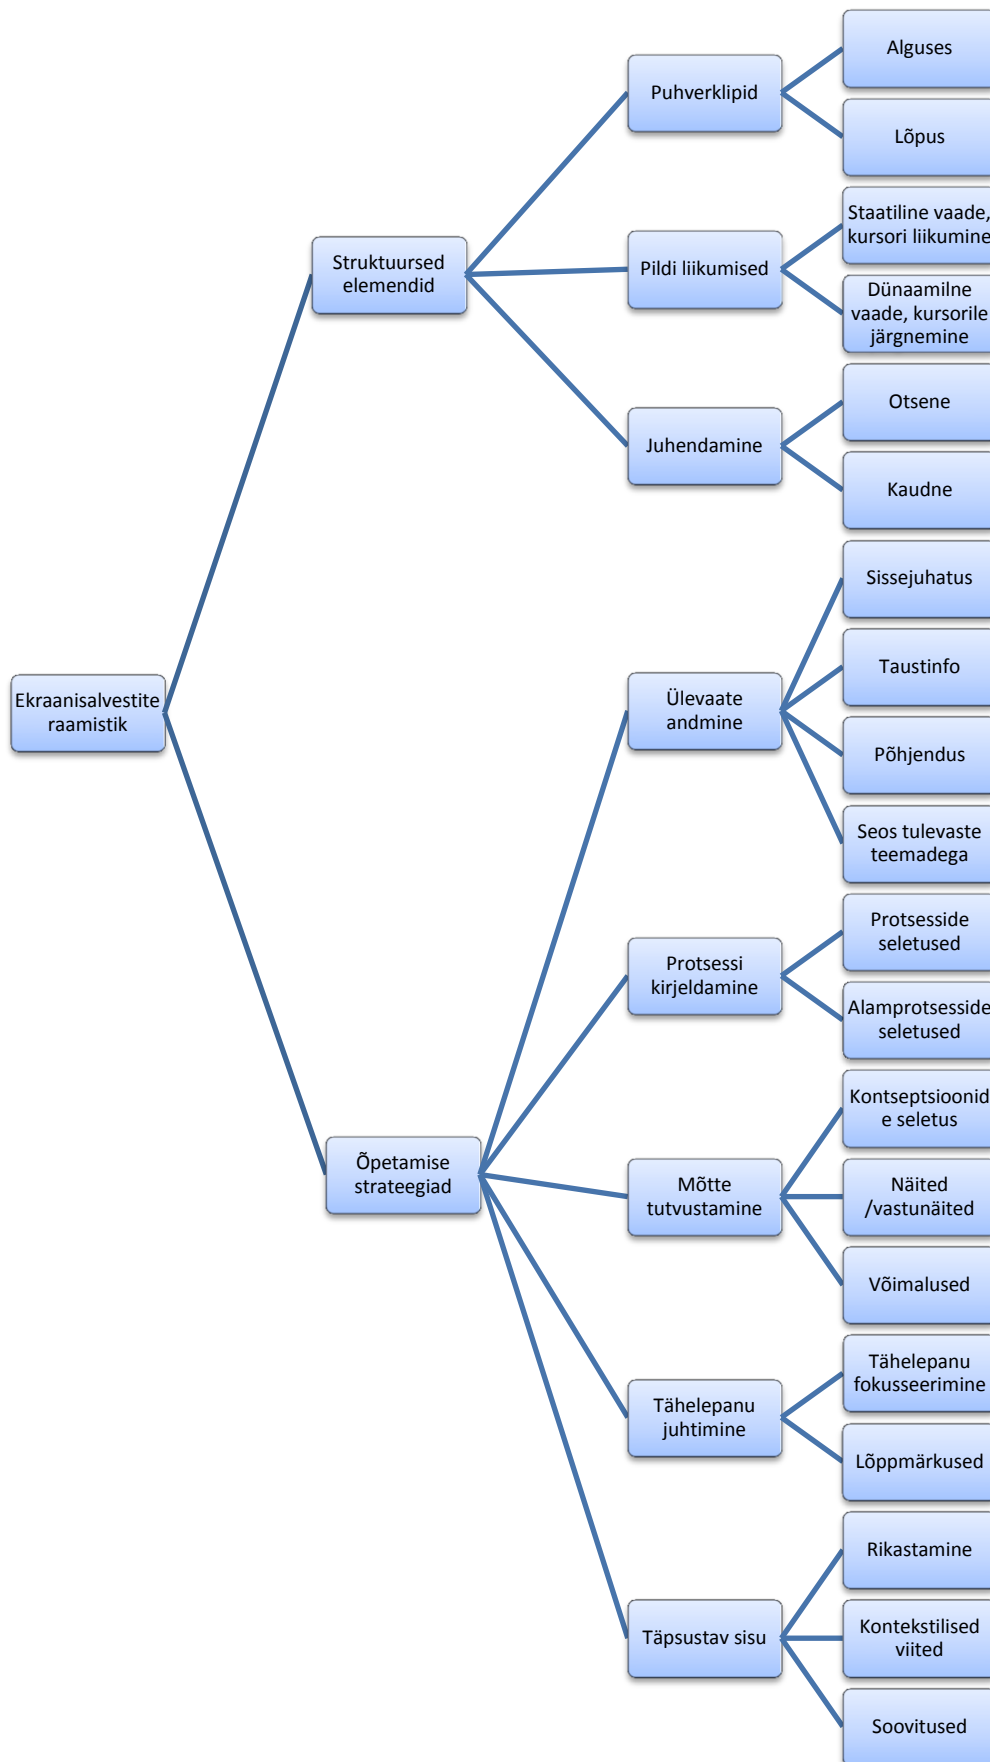 Ekraanisalvestite
raamistik
Struktuursed
elemendid
Puhverklipid
Alguses
Lõpus
Pildi liikumised
Staatiline vaade,
kursori liikumine
Dünaamilne
vaade, kursorile
järgnemine
Juhendamine
Otsene
Kaudne
Õpetamise
strateegiad
Ülevaate
andmine
Sissejuhatus
Taustinfo
Põhjendus
Seos tulevaste
teemadega
Protsessi
kirjeldamine
Protsesside
seletused
Alamprotsesside
seletused
Mõtte
tutvustamine
Kontseptsioonid
e seletus
Näited
/vastunäited
Võimalused
Tähelepanu
juhtimine
Tähelepanu
fokusseerimine
Lõppmärkused
Täpsustav sisu
Rikastamine
Kontekstilised
viited
Soovitused